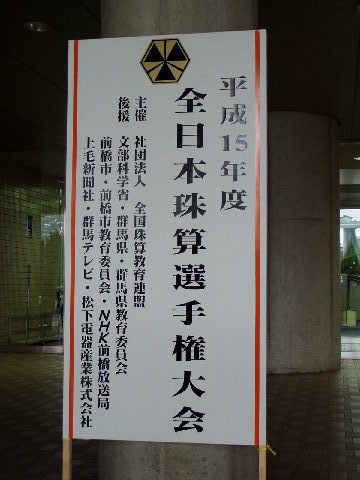 平成15年度
全日本珠算選手権大会
主催 社団法人 全国珠算教育連盟
後援 文部科学省・群馬県・群馬県教育委員会
前橋市・前橋市教育委員会・NHK前橋放送局
上毛新聞社・群馬テレビ・松下電器産業株式会社